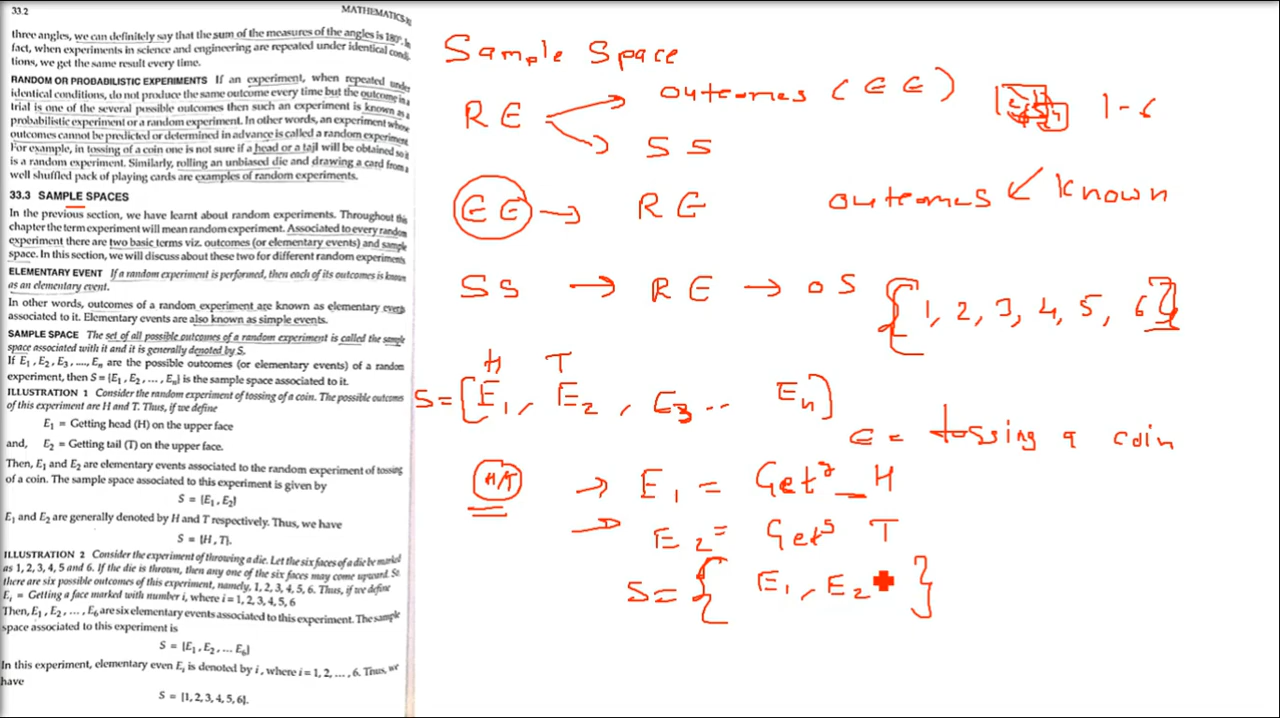 33.2 MATHEMATICS-XI
three angles, we can definitely say that the sum of the measures of the angles is 180°. In
fact, when experiments in science and engineering are repeated under identical condi-
tions, we get the same result every time.
RANDOM OR PROBABILISTIC EXPERIMENTS If an experiment, when repeated under
identical conditions, do not produce the same outcome every time but the outcome in a
trial is one of the several possible outcomes then such an experiment is known as a
probabilistic experiment or a random experiment. In other words, an experiment whose
outcomes cannot be predicted or determined in advance is called a random experiment.
For example, in tossing of a coin one is not sure if a head or a tail will be obtained so it
is a random experiment. Similarly, rolling an unbiased die and drawing a card from a
well shuffled pack of playing cards are examples of random experiments.
33.3 SAMPLE SPACES
In the previous section, we have learnt about random experiments. Throughout this
chapter the term experiment will mean random experiment. Associated to every random
experiment there are two basic terms viz. outcomes (or elementary events) and sample
space. In this section, we will discuss about these two for different random experiments
ELEMENTARY EVENT If a random experiment is performed, then each of its outcomes is known
as an elementary event.
In other words, outcomes of a random experiment are known as elementary events
associated to it. Elementary events are also known as simple events.
SAMPLE SPACE The set of all possible outcomes of a random experiment is called the sample
space associated with it and it is generally denoted by S.
If E₁, E₂, E₃, ...., Eₙ are the possible outcomes (or elementary events) of a random
experiment, then S = {E₁, E₂, ..., Eₙ} is the sample space associated to it.
ILLUSTRATION 1 Consider the random experiment of tossing of a coin. The possible outcomes
of this experiment are H and T. Thus, if we define
E₁ = Getting head (H) on the upper face
and, E₂ = Getting tail (T) on the upper face.
Then, E₁ and E₂ are elementary events associated to the random experiment of tossing
of a coin. The sample space associated to this experiment is given by
S = {E₁, E₂}
E₁ and E₂ are generally denoted by H and T respectively. Thus, we have
S = {H, T}.
ILLUSTRATION 2 Consider the experiment of throwing a die. Let the six faces of a die be marked
as 1, 2, 3, 4, 5 and 6. If the die is thrown, then any one of the six faces may come upward. So
there are six possible outcomes of this experiment, namely, 1, 2, 3, 4, 5, 6. Thus, if we define
Eᵢ = Getting a face marked with number i, where i = 1, 2, 3, 4, 5, 6
Then, E₁, E₂, ..., E₆ are six elementary events associated to this experiment. The sample
space associated to this experiment is
S = {E₁, E₂, ... E₆}
In this experiment, elementary even Eᵢ is denoted by i, where i = 1, 2, ..., 6. Thus, we
have
S = {1, 2, 3, 4, 5, 6}.
Sample Space
RE outcomes (EE) 1-6
SS
EE → RE outcomes known
SS → RE → OS {1, 2, 3, 4, 5, 6}
H T
S = [E₁, E₂, E₃ .. Eₙ]
E = tossing a coin
→ E₁ = Getg H
→ E₂ = Getg T
S = {E₁, E₂}